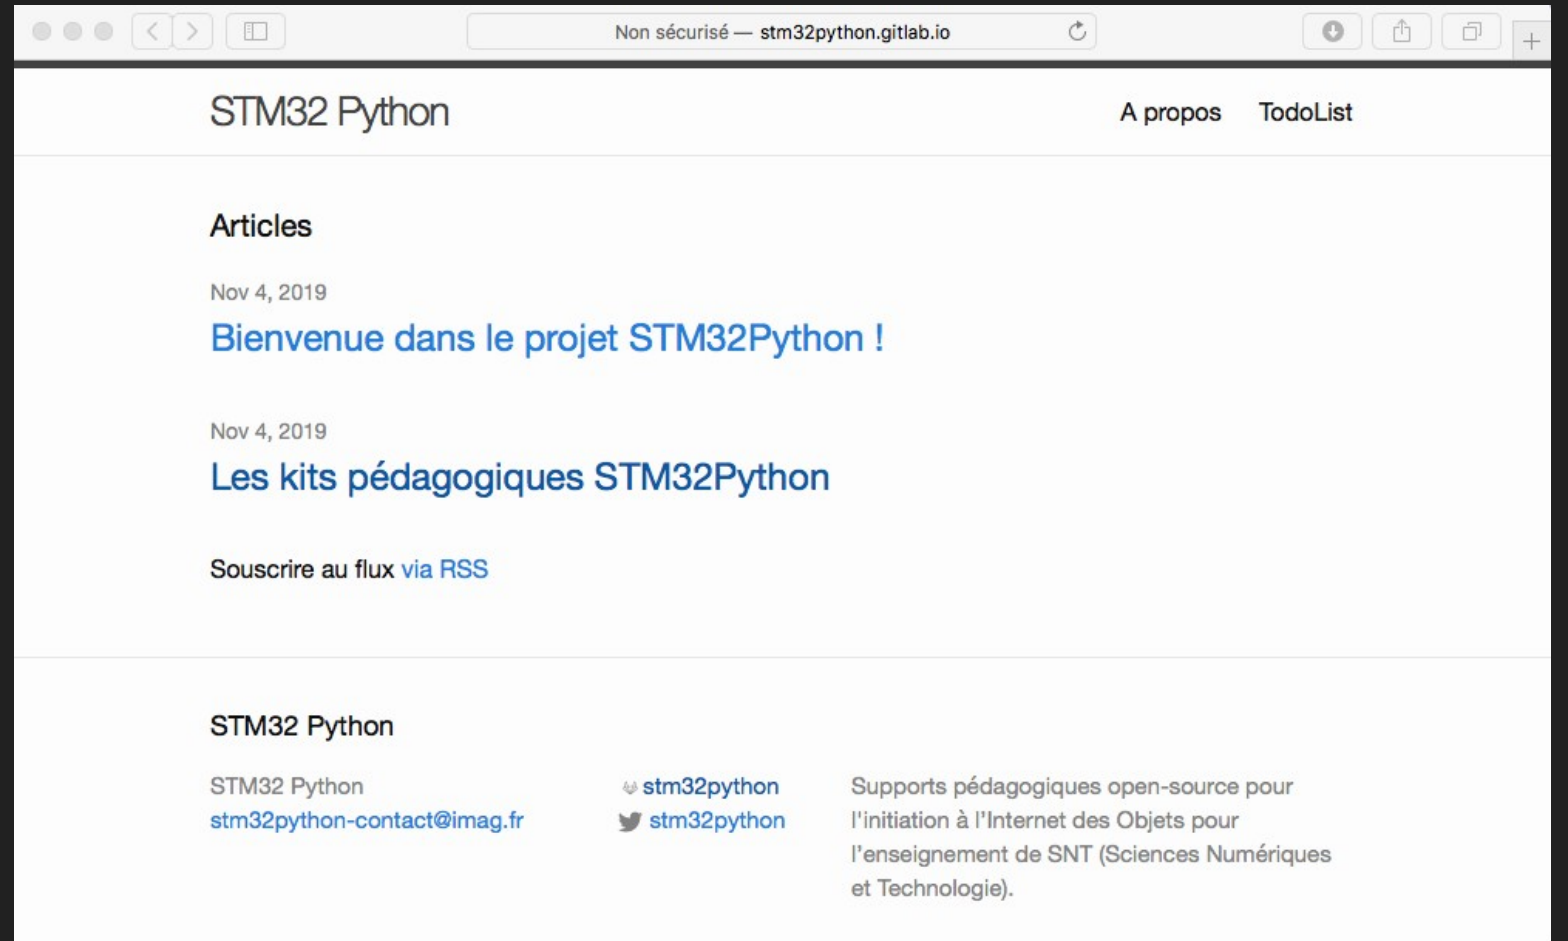 Non sécurisé — stm32python.gitlab.io
STM32 Python
A propos TodoList
Articles
Nov 4, 2019
Bienvenue dans le projet STM32Python !
Nov 4, 2019
Les kits pédagogiques STM32Python
Souscrire au flux via RSS
STM32 Python
STM32 Python
stm32python-contact@imag.fr
stm32python
stm32python
Supports pédagogiques open-source pour
l'initiation à l'Internet des Objets pour
l'enseignement de SNT (Sciences Numériques
et Technologie).